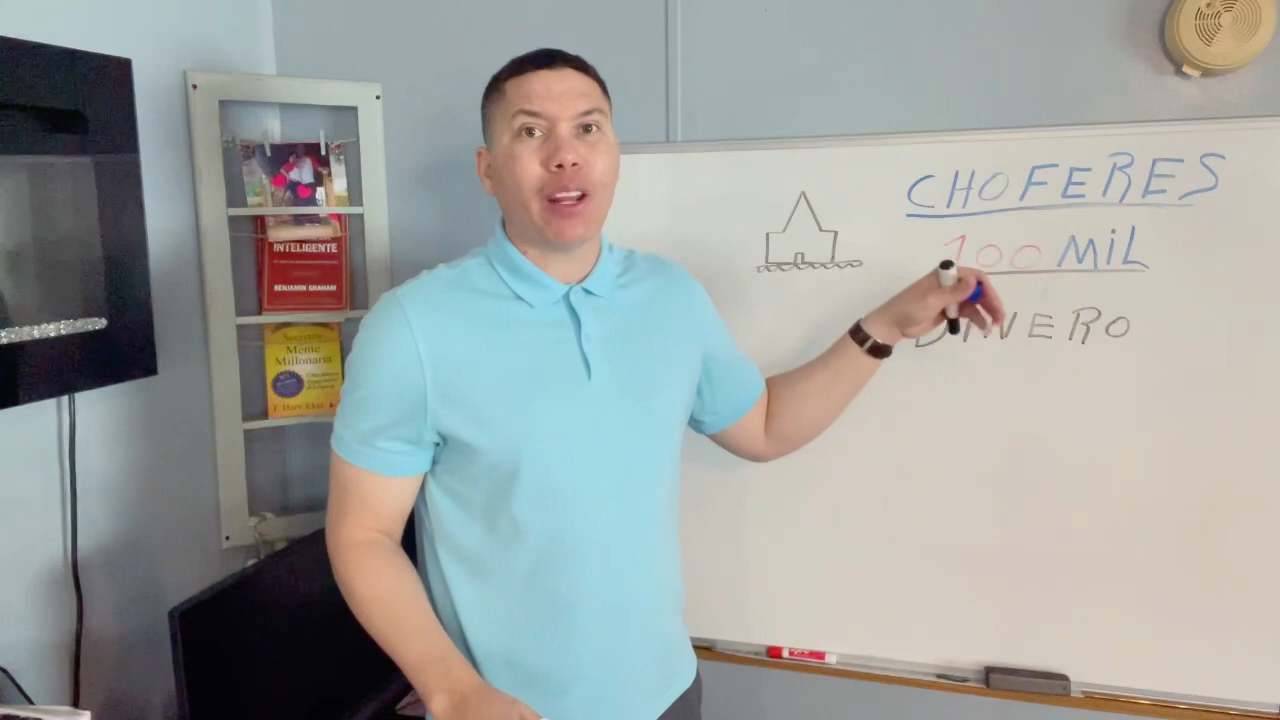 CHOFERES
100 MiL
DINERO
INTELIGENTE
BENJAMIN GRAHAM
Mente
Millonaria
T. Harv Eker